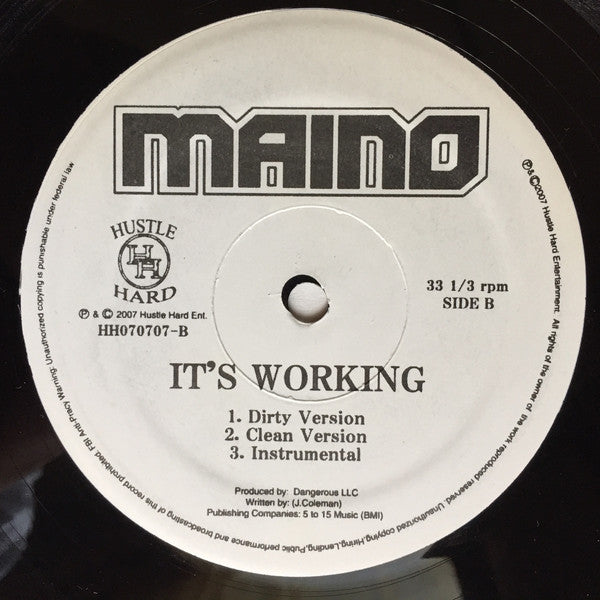 MAINO
HUSTLE
HH
HARD
℗ & © 2007 Hustle Hard Ent.
HH070707-B
33 1/3 rpm
SIDE B
IT'S WORKING
1. Dirty Version
2. Clean Version
3. Instrumental
Produced by: Dangerous LLC
Written by: (J.Coleman)
Publishing Companies: 5 to 15 Music (BMI)
℗ & © 2007 Hustle Hard Entertainment. All rights of the owner of the work reproduced reserved. Unauthorized copying,Hiring,Lending,Public performance and broadcasting of this record prohibited. FBI Anti-Piracy Warning: Unauthorized copying is punishable under federal law